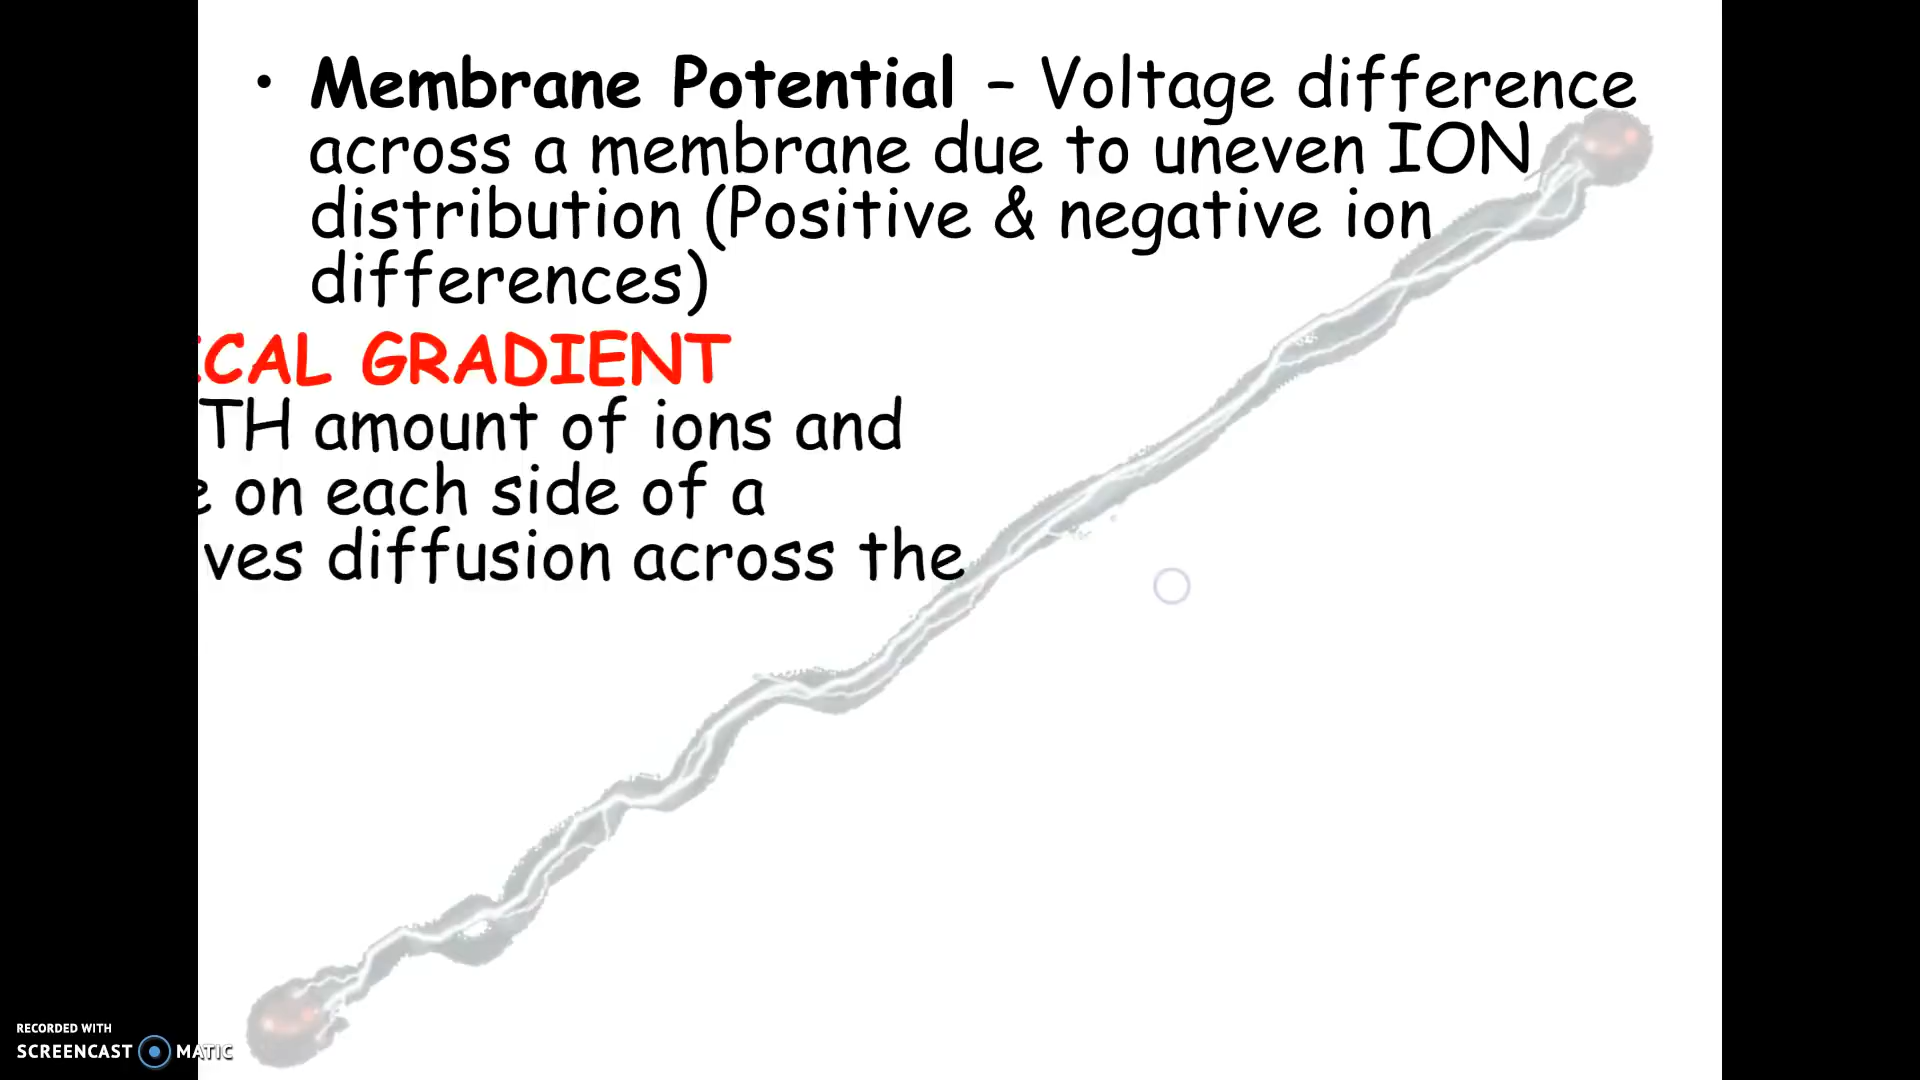 • Membrane Potential – Voltage difference
across a membrane due to uneven ION
distribution (Positive & negative ion
differences)
CAL GRADIENT
TH amount of ions and
e on each side of a
ves diffusion across the
RECORDED WITH
SCREENCAST MATIC